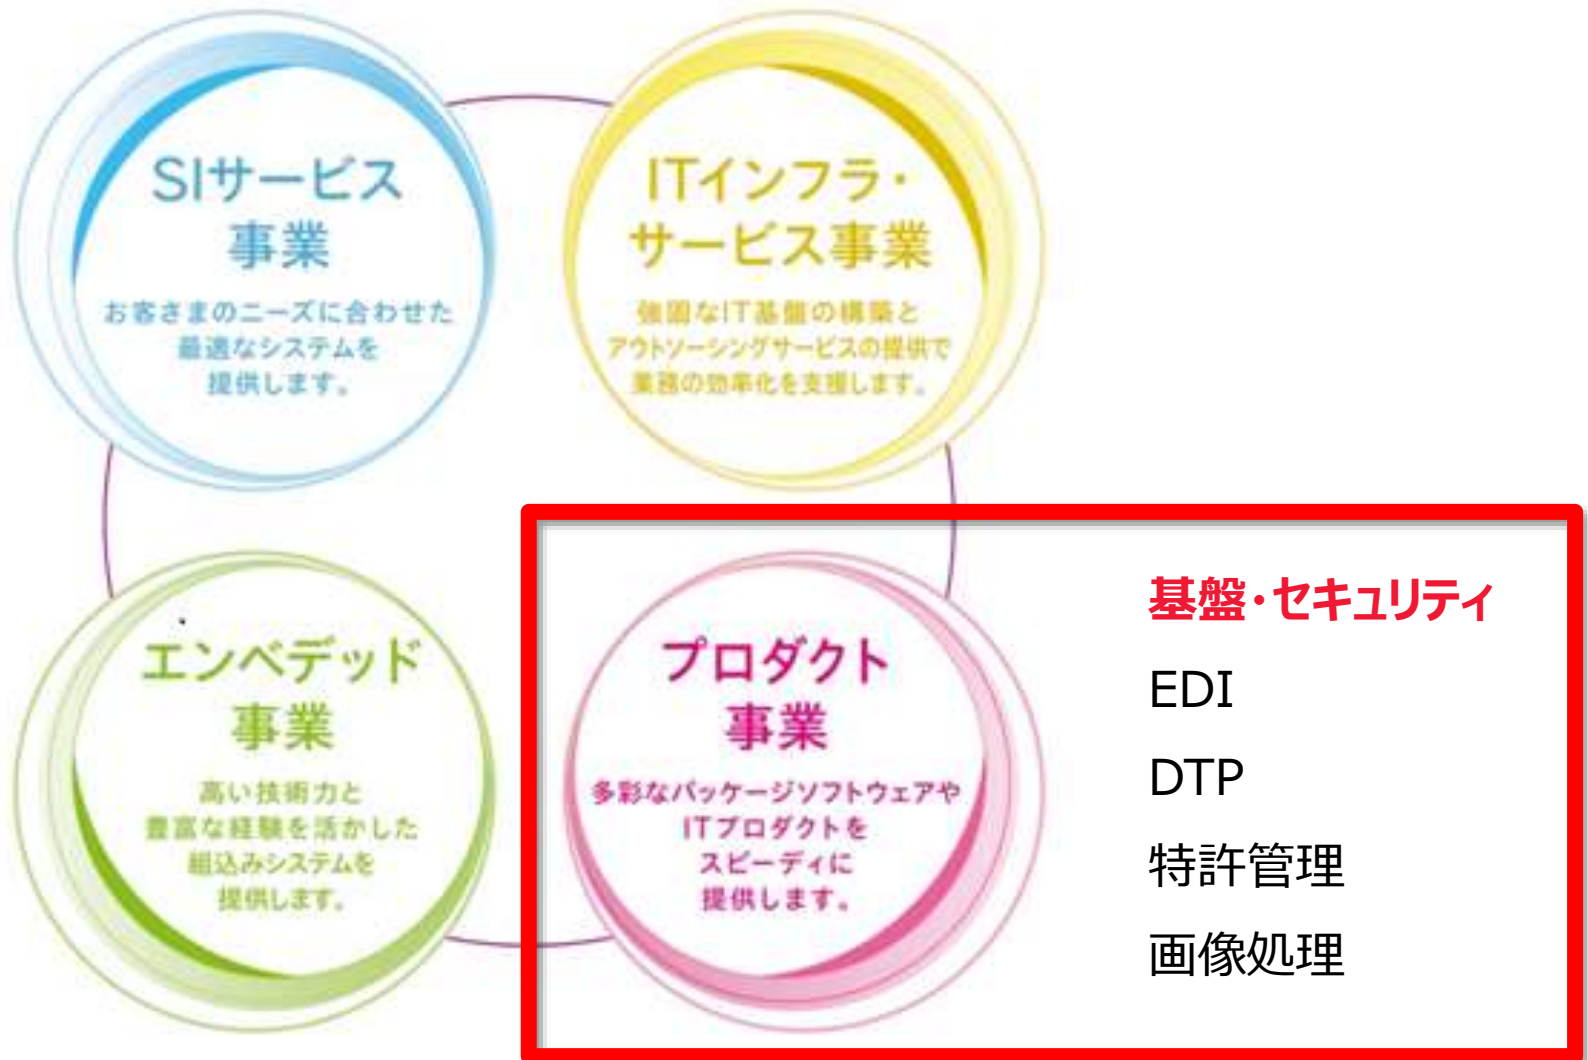 SIサービス
事業
お客さまのニーズに合わせた
最適なシステムを
提供します。
ITインフラ・
サービス事業
強固なIT基盤の構築と
アウトソーシングサービスの提供で
業務の効率化を支援します。
エンベデッド
事業
高い技術力と
豊富な経験を活かした
組込みシステムを
提供します。
プロダクト
事業
多彩なパッケージソフトウェアや
ITプロダクトを
スピーディに
提供します。
基盤・セキュリティ
EDI
DTP
特許管理
画像処理